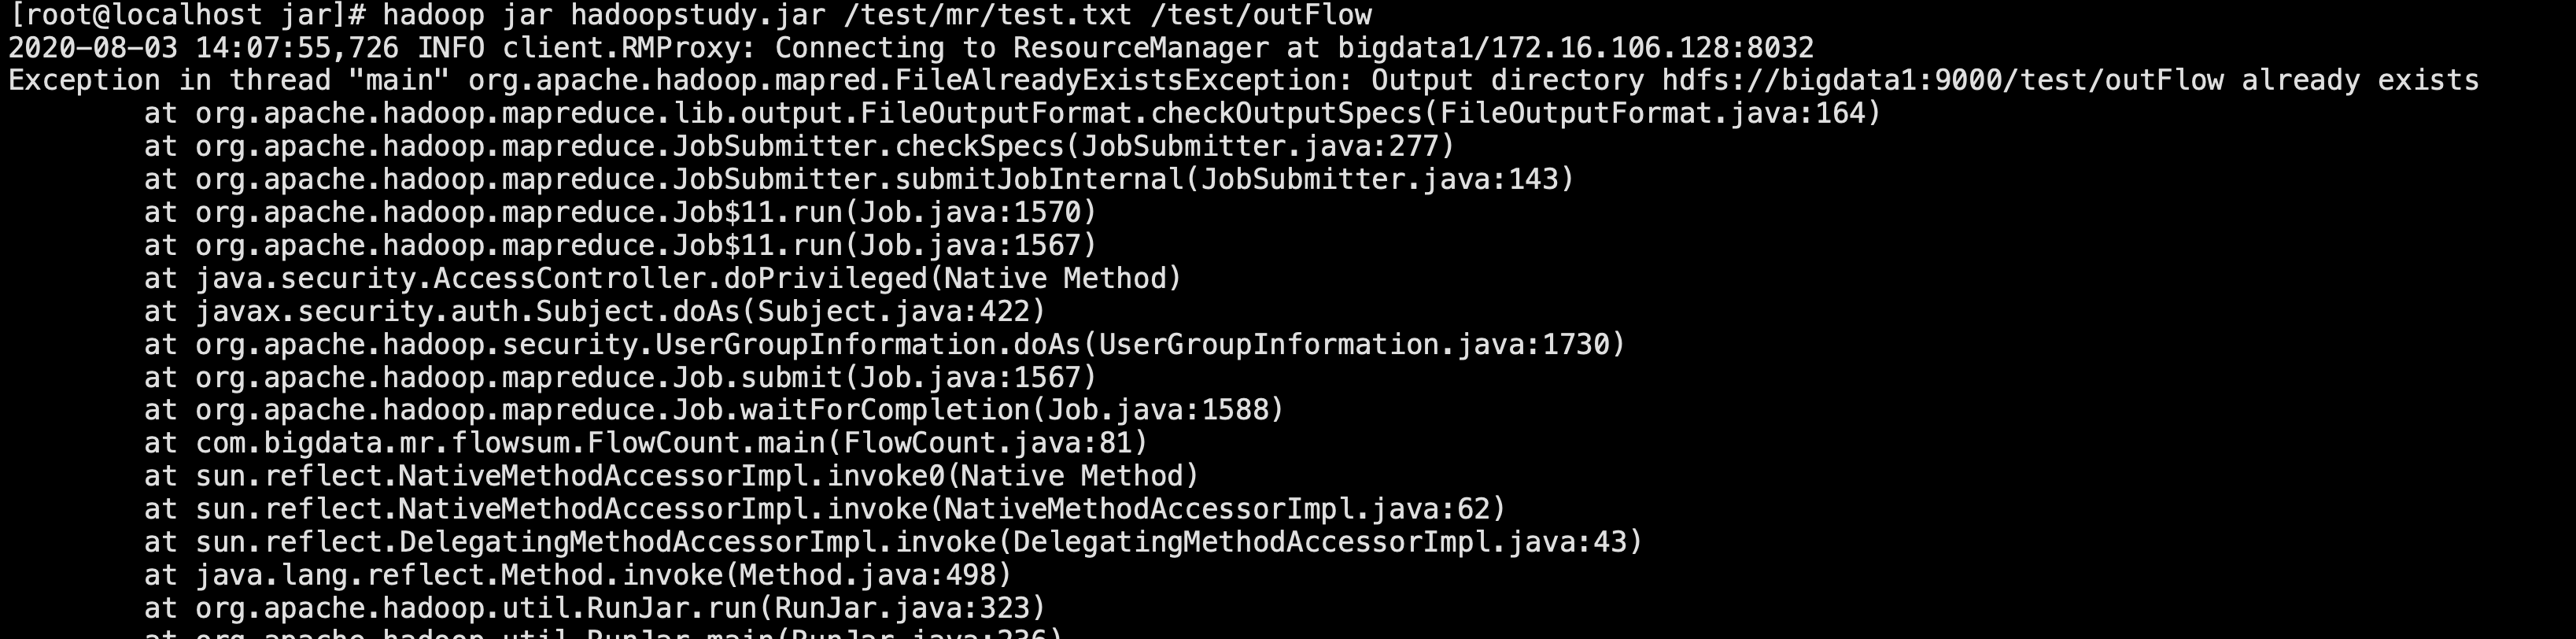 [root@localhost jar]# hadoop jar hadoopstudy.jar /test/mr/test.txt /test/outFlow
2020-08-03 14:07:55,726 INFO client.RMProxy: Connecting to ResourceManager at bigdata1/172.16.106.128:8032
Exception in thread "main" org.apache.hadoop.mapred.FileAlreadyExistsException: Output directory hdfs://bigdata1:9000/test/outFlow already exists
at org.apache.hadoop.mapreduce.lib.output.FileOutputFormat.checkOutputSpecs(FileOutputFormat.java:164)
at org.apache.hadoop.mapreduce.JobSubmitter.checkSpecs(JobSubmitter.java:277)
at org.apache.hadoop.mapreduce.JobSubmitter.submitJobInternal(JobSubmitter.java:143)
at org.apache.hadoop.mapreduce.Job$11.run(Job.java:1570)
at org.apache.hadoop.mapreduce.Job$11.run(Job.java:1567)
at java.security.AccessController.doPrivileged(Native Method)
at javax.security.auth.Subject.doAs(Subject.java:422)
at org.apache.hadoop.security.UserGroupInformation.doAs(UserGroupInformation.java:1730)
at org.apache.hadoop.mapreduce.Job.submit(Job.java:1567)
at org.apache.hadoop.mapreduce.Job.waitForCompletion(Job.java:1588)
at com.bigdata.mr.flowsum.FlowCount.main(FlowCount.java:81)
at sun.reflect.NativeMethodAccessorImpl.invoke0(Native Method)
at sun.reflect.NativeMethodAccessorImpl.invoke(NativeMethodAccessorImpl.java:62)
at sun.reflect.DelegatingMethodAccessorImpl.invoke(DelegatingMethodAccessorImpl.java:43)
at java.lang.reflect.Method.invoke(Method.java:498)
at org.apache.hadoop.util.RunJar.run(RunJar.java:323)
at org.apache.hadoop.util.RunJar.main(RunJar.java:236)